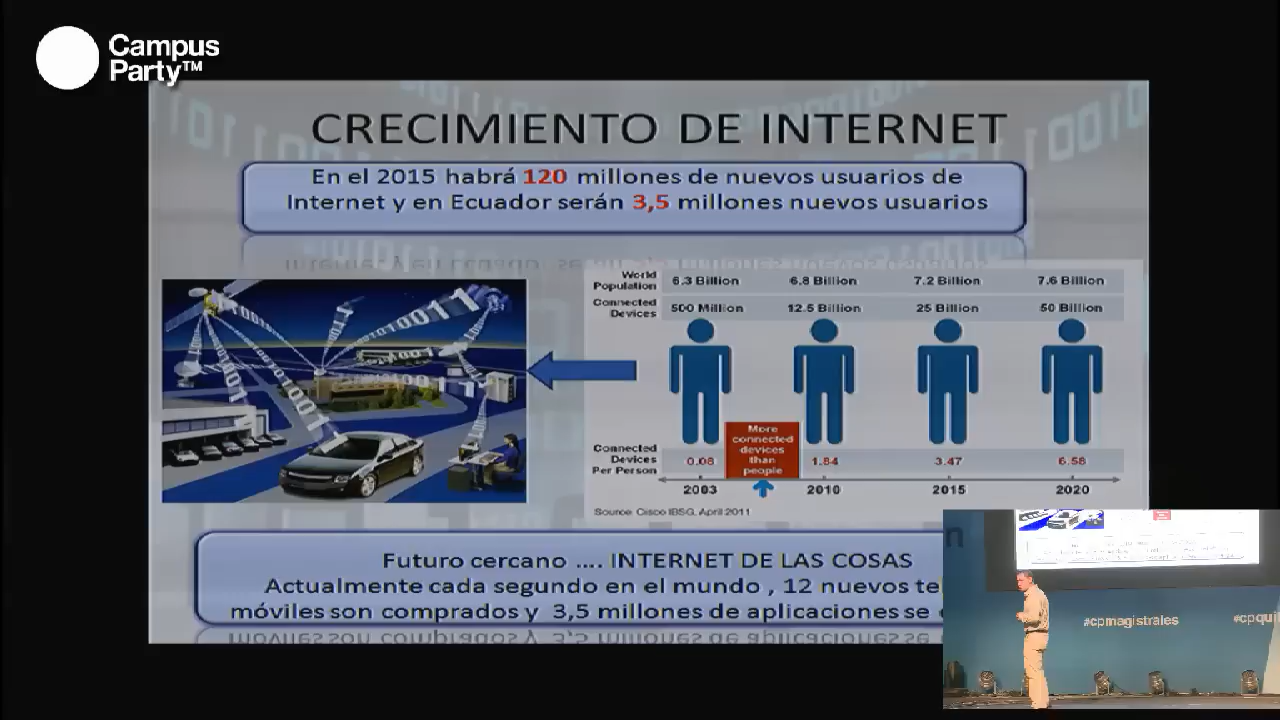 Campus
Party™
CRECIMIENTO DE INTERNET
En el 2015 habrá 120 millones de nuevos usuarios de
Internet y en Ecuador serán 3,5 millones nuevos usuarios
World
Population
6.3 Billion 6.8 Billion 7.2 Billion 7.6 Billion
Connected
Devices
500 Million 12.5 Billion 25 Billion 50 Billion
More
connected
devices
than
people
Connected
Devices
Per Person
0.08 1.84 3.47 6.58
2003 2010 2015 2020
Source: Cisco IBSG, April 2011
Futuro cercano .... INTERNET DE LAS COSAS
Actualmente cada segundo en el mundo , 12 nuevos
móviles son comprados y 3,5 millones de aplicaciones se
#cpmagistrales